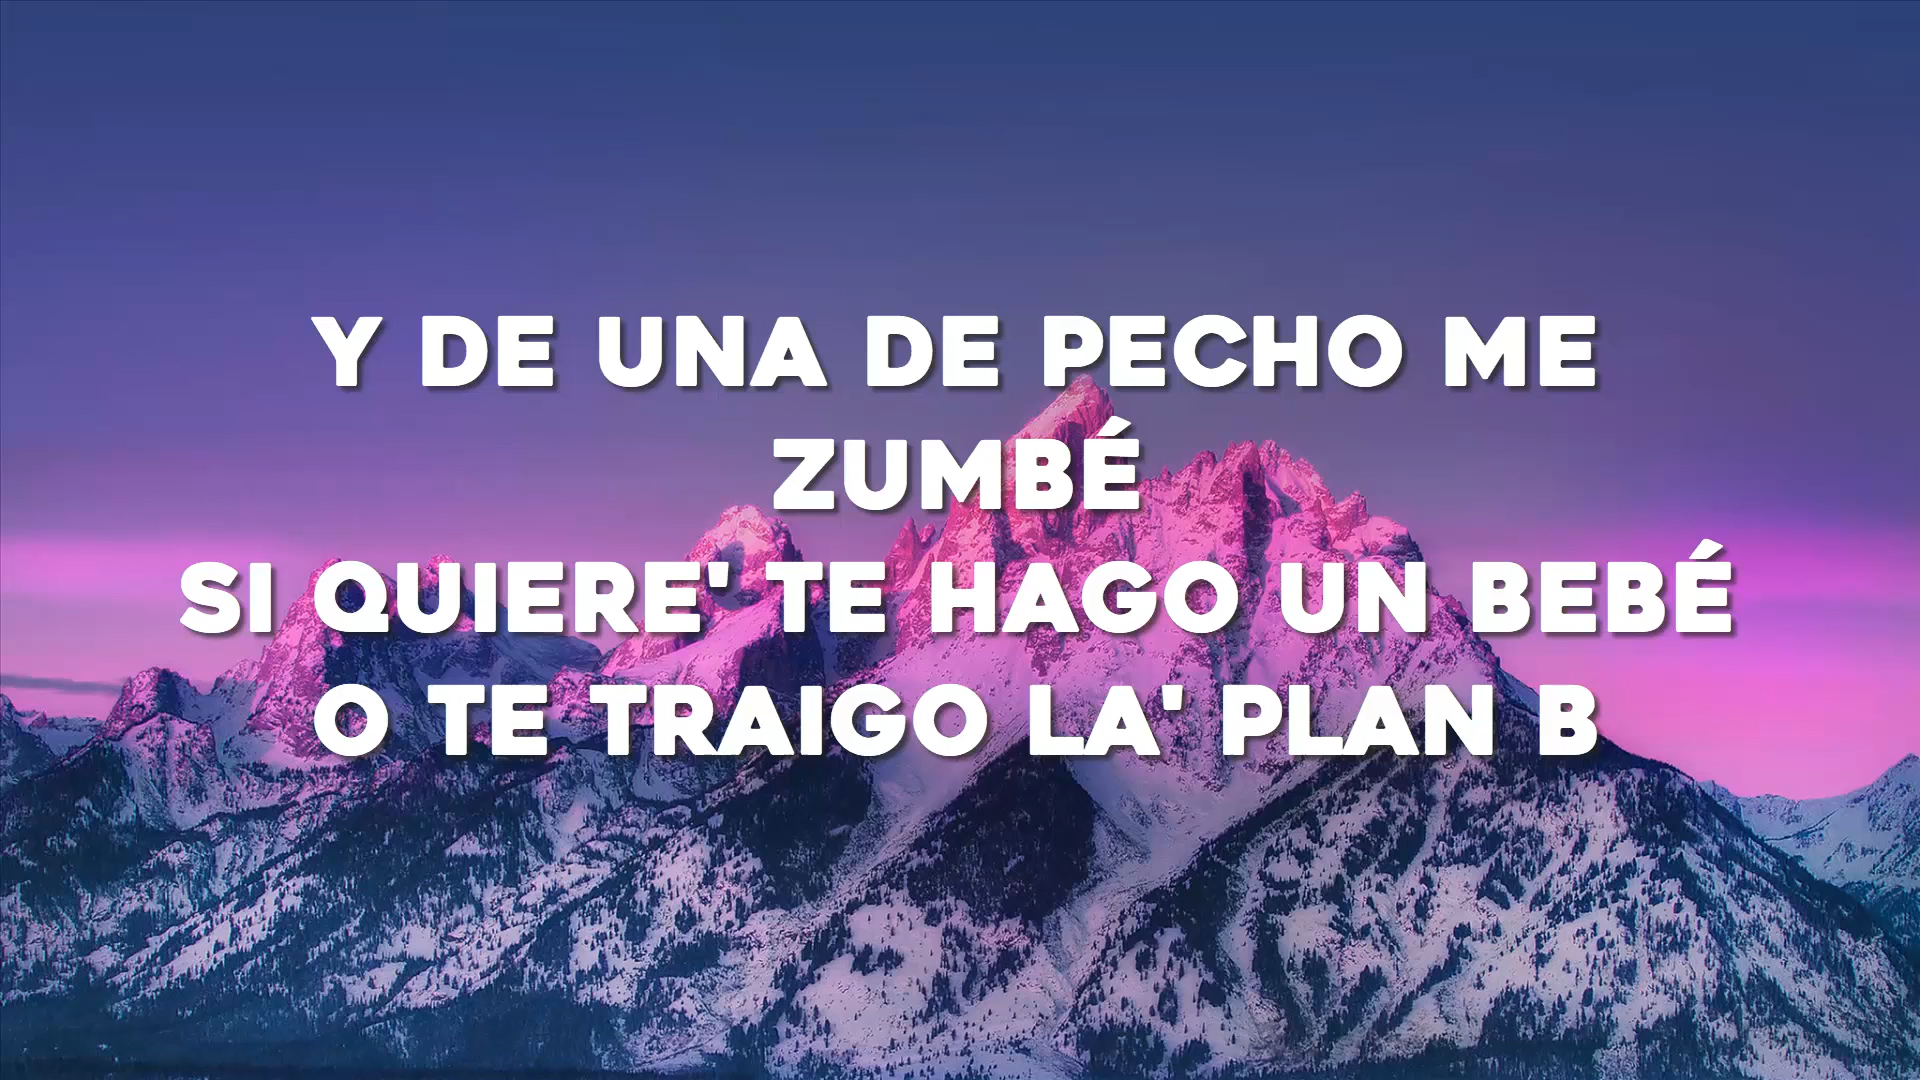 Y DE UNA DE PECHO ME
ZUMBÉ
SI QUIERE' TE HAGO UN BEBÉ
O TE TRAIGO LA' PLAN B